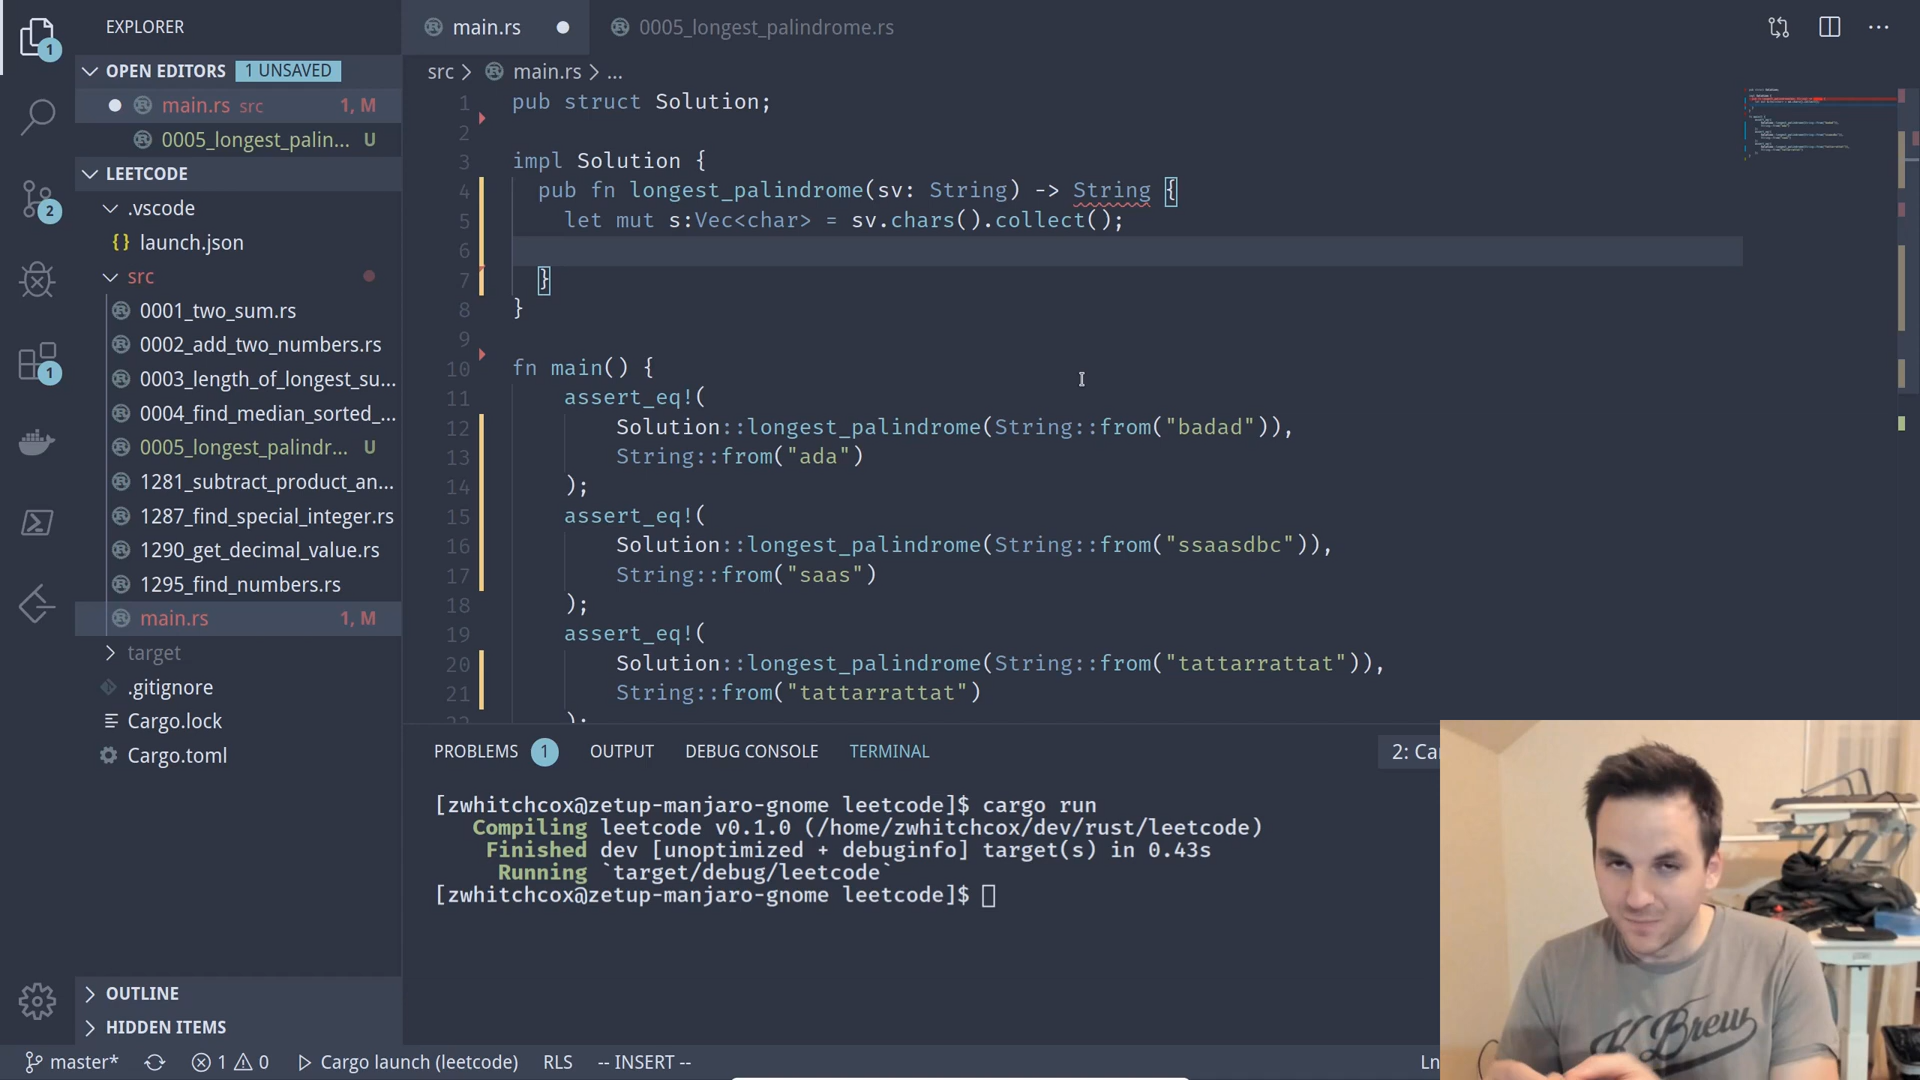 EXPLORER
OPEN EDITORS 1 UNSAVED
main.rs src 1, M
0005_longest_palin... U
LEETCODE
.vscode
launch.json
src
0001_two_sum.rs
0002_add_two_numbers.rs
0003_length_of_longest_su...
0004_find_median_sorted_...
0005_longest_palindr... U
1281_subtract_product_an...
1287_find_special_integer.rs
1290_get_decimal_value.rs
1295_find_numbers.rs
main.rs 1, M
target
.gitignore
Cargo.lock
Cargo.toml
OUTLINE
HIDDEN ITEMS
1
2
1
main.rs
0005_longest_palindrome.rs
src > main.rs > ...
1 pub struct Solution;
2
3 impl Solution {
4 pub fn longest_palindrome(sv: String) -> String {
5 let mut s:Vec<char> = sv.chars().collect();
6
7 }
8 }
9
10 fn main() {
11 assert_eq!(
12 Solution::longest_palindrome(String::from("badad")),
13 String::from("ada")
14 );
15 assert_eq!(
16 Solution::longest_palindrome(String::from("ssaasdbc")),
17 String::from("saas")
18 );
19 assert_eq!(
20 Solution::longest_palindrome(String::from("tattarrattat")),
21 String::from("tattarrattat")
22 );
PROBLEMS 1 OUTPUT DEBUG CONSOLE TERMINAL 2: Ca
[zwhitchcox@zetup-manjaro-gnome leetcode]$ cargo run
Compiling leetcode v0.1.0 (/home/zwhitchcox/dev/rust/leetcode)
Finished dev [unoptimized + debuginfo] target(s) in 0.43s
Running `target/debug/leetcode`
[zwhitchcox@zetup-manjaro-gnome leetcode]$
Brew
master* 1 0 Cargo launch (leetcode) RLS -- INSERT -- Ln